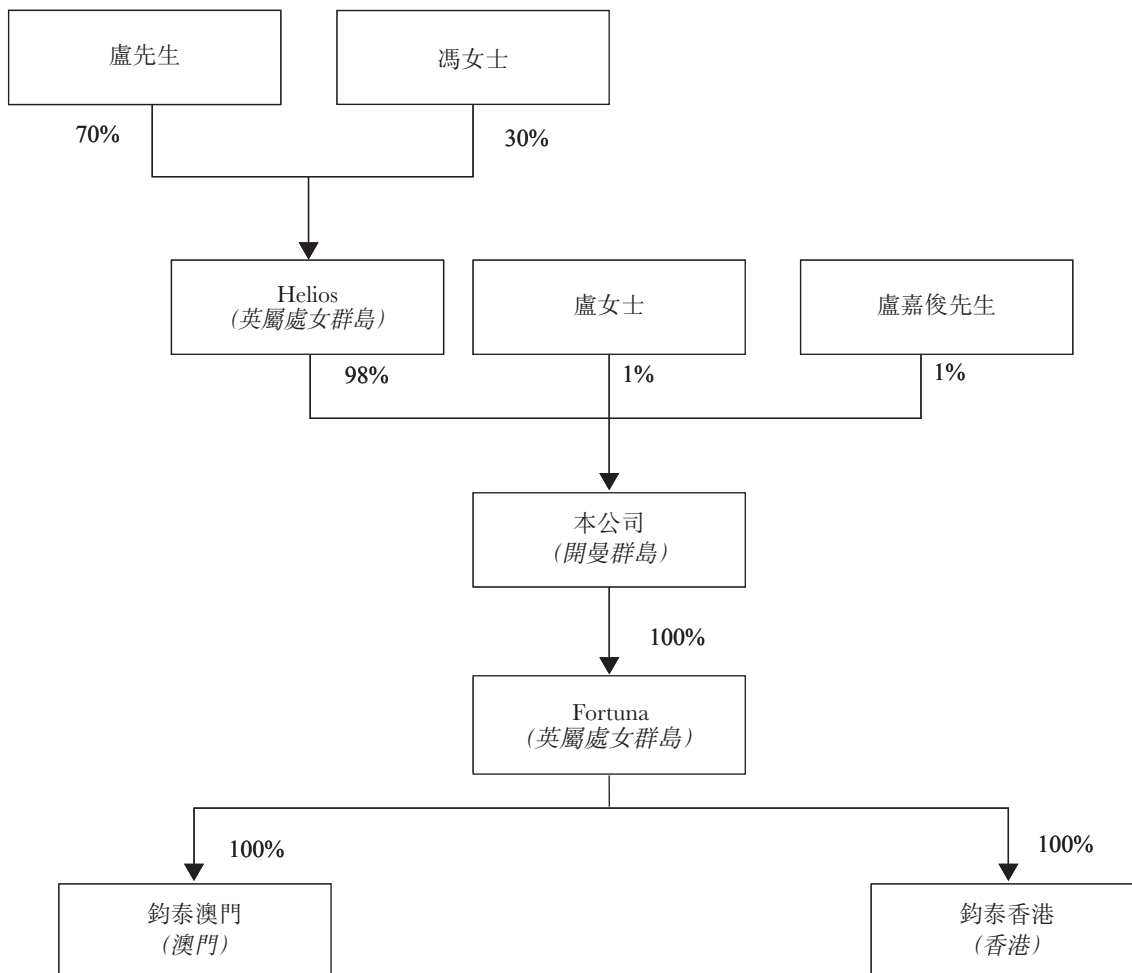 盧先生
馮女士
70%
30%
Helios
(英屬處女群島)
盧女士
盧嘉俊先生
98%
1%
1%
本公司
(開曼群島)
100%
Fortuna
(英屬處女群島)
100%
100%
鈞泰澳門
(澳門)
鈞泰香港
(香港)